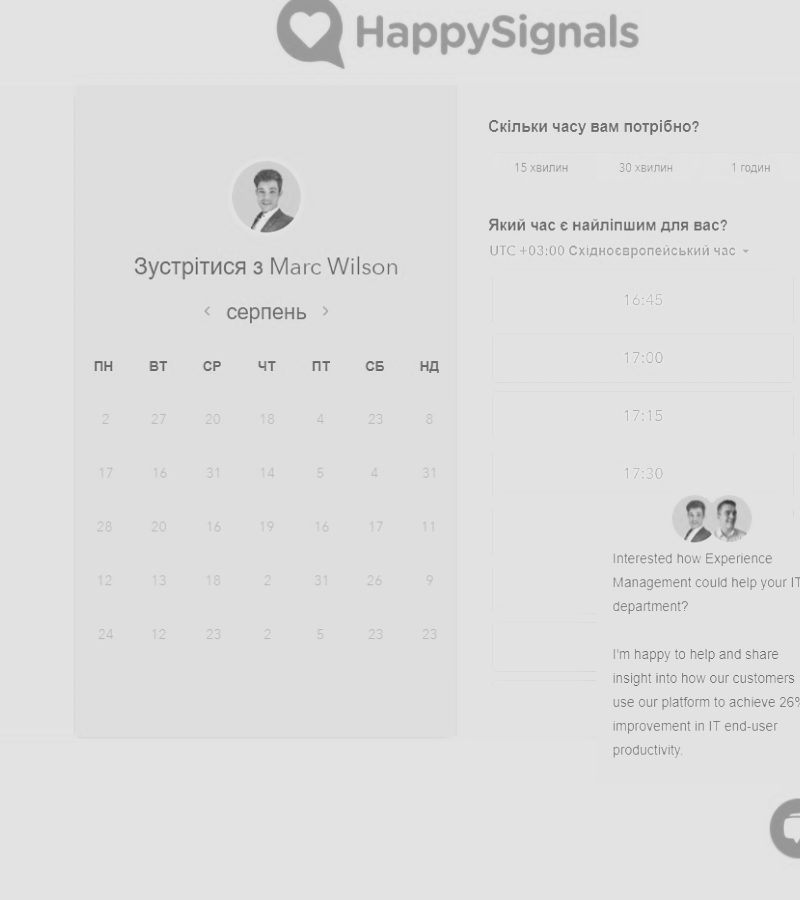 HappySignals
Зустрітися з Marc Wilson
серпень
ПН ВТ СР ЧТ ПТ СБ НД
2 27 20 18 4 23 8
17 16 31 14 5 4 31
28 20 16 19 16 17 11
12 13 18 2 31 26 9
24 12 23 2 5 23 23
Скільки часу вам потрібно?
15 хвилин 30 хвилин 1 годин
Який час є найліпшим для вас?
UTC +03:00 Східноєвропейський час
16:45
17:00
17:15
17:30
Interested how Experience
Management could help your IT
department?
I'm happy to help and share
insight into how our customers
use our platform to achieve 26%
improvement in IT end-user
productivity.